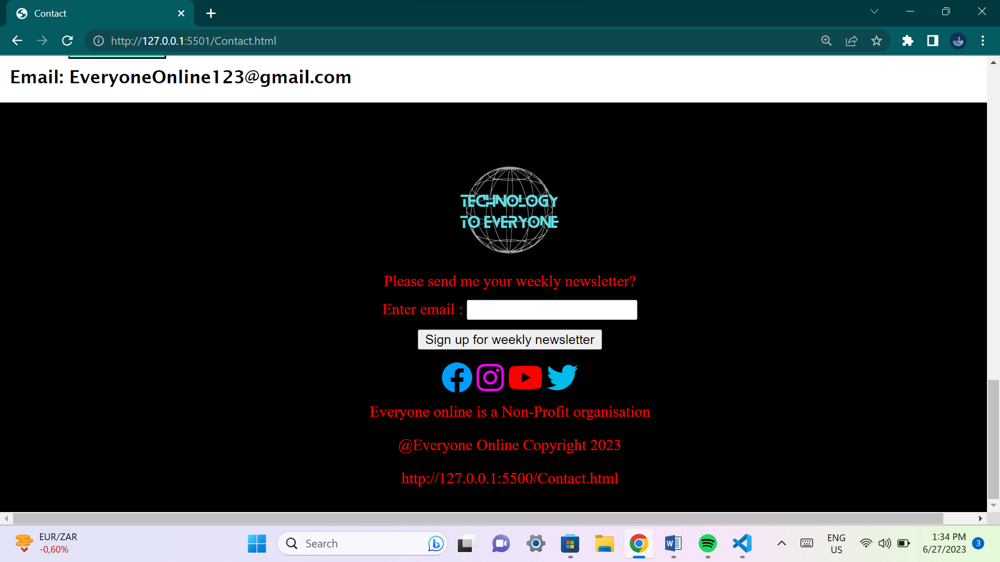 Contact
http://127.0.0.1:5501/Contact.html
Email: EveryoneOnline123@gmail.com
TECHNOLOGY
TO EVERYONE
Please send me your weekly newsletter?
Enter email :
Sign up for weekly newsletter
Everyone online is a Non-Profit organisation
@Everyone Online Copyright 2023
http://127.0.0.1:5500/Contact.html
EUR/ZAR
-0,60%
Search
ENG
US
1:34 PM
6/27/2023
3